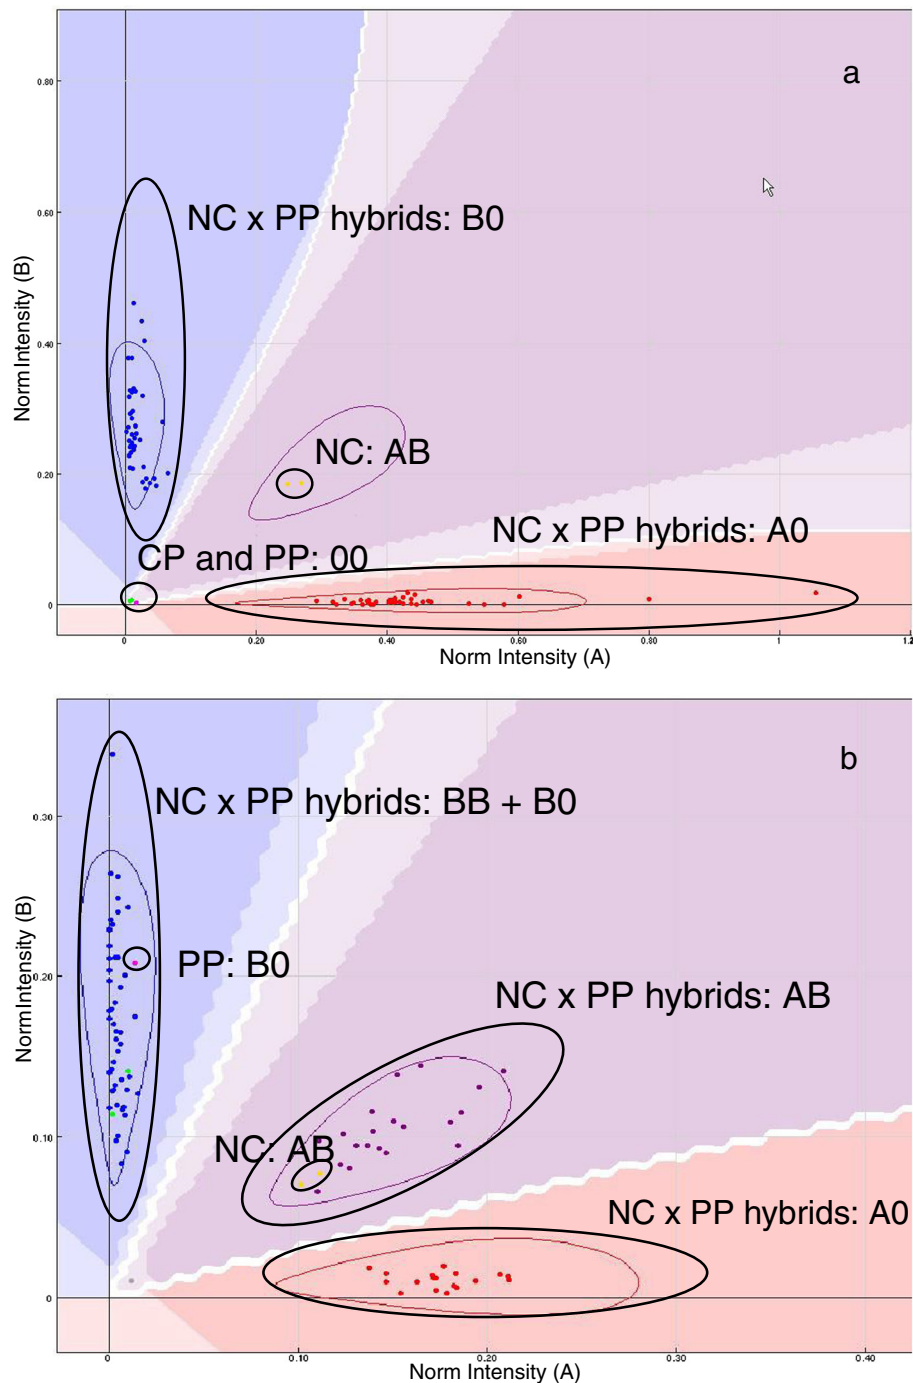 a
0.80
0.60
NC x PP hybrids: B0
Norm Intensity (B)
0.40
NC: AB
0.20
NC x PP hybrids: A0
CP and PP: 00
0
0 0.20 0.40 0.60 0.80 1 1.2
Norm Intensity (A)
b
NC x PP hybrids: BB + B0
0.30
Norm Intensity (B)
PP: B0
0.20
NC x PP hybrids: AB
NC: AB
0.10
NC x PP hybrids: A0
0
0 0.10 0.20 0.30 0.40
Norm Intensity (A)